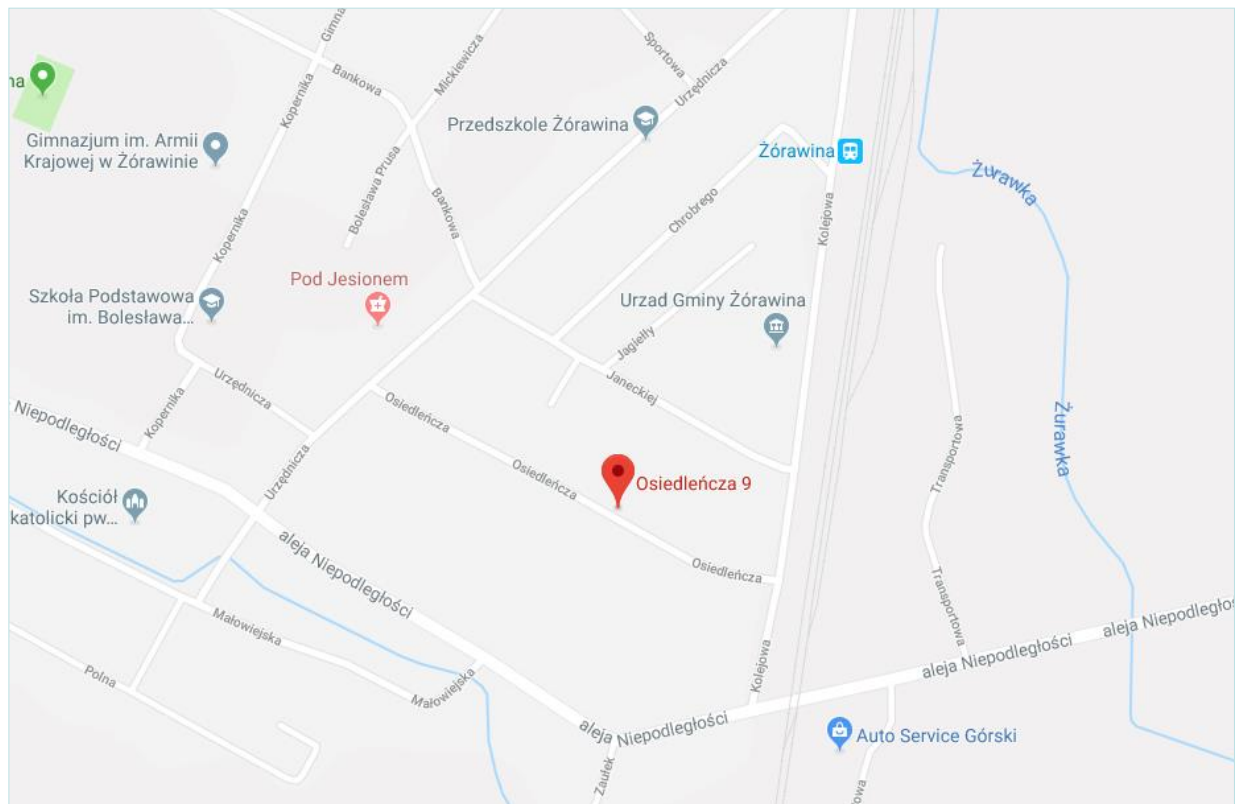 Gimna
Sportowa
Mickiewicza
Urzędnicza
Bankowa
na
Kopernika
Przedszkole Żórawina
Gimnazjum im. Armii
Krajowej w Żórawinie
Żórawina
Żurawka
Bolesława Prusa
Bankowa
Chrobrego
Kolejowa
Kopernika
Pod Jesionem
Szkoła Podstawowa
im. Bolesława...
Urzad Gminy Żórawina
Jagiełły
Urzędnicza
Janeckiej
Osiedleńcza
Niepodległości
Kopernika
Żurawka
Transportowa
Urzędnicza
Osiedleńcza
Osiedleńcza 9
Kościół
katolicki pw...
aleja Niepodległości
Osiedleńcza
Transportowa
Małowiejska
aleja Niepodległoś
aleja Niepodległości
Polna
Małowiejska
Kolejowa
aleja Niepodległości
Auto Service Górski
Zaułek
owa